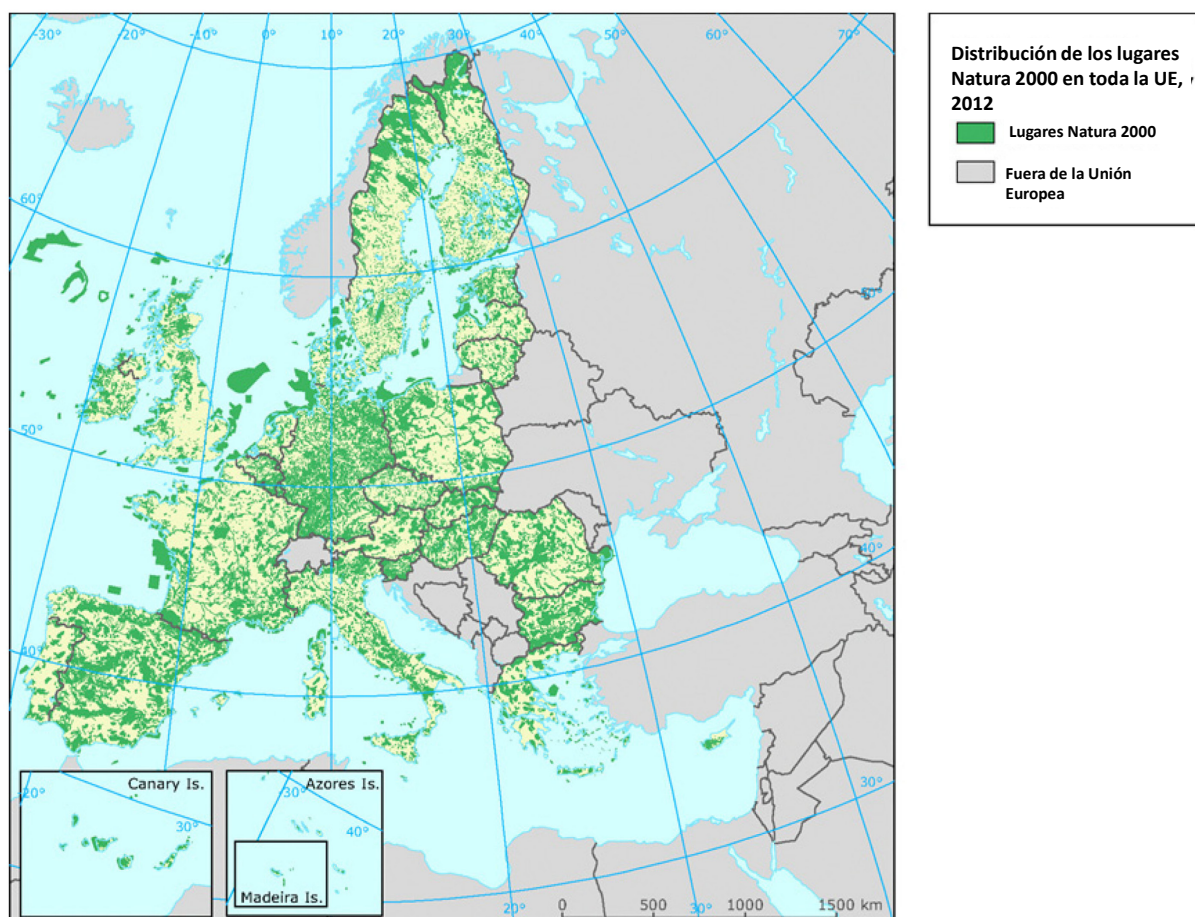 -30° -20° -10° 0° 10° 20° 30° 40° 50° 60° 70°
60°
50°
50°
40°
40°
30°
Canary Is.
-20°
30°
Azores Is.
-30°
40°
Madeira Is.
20°
30°
0 500 1000 1500 km
Distribución de los lugares
Natura 2000 en toda la UE,
2012
Lugares Natura 2000
Fuera de la Unión
Europea